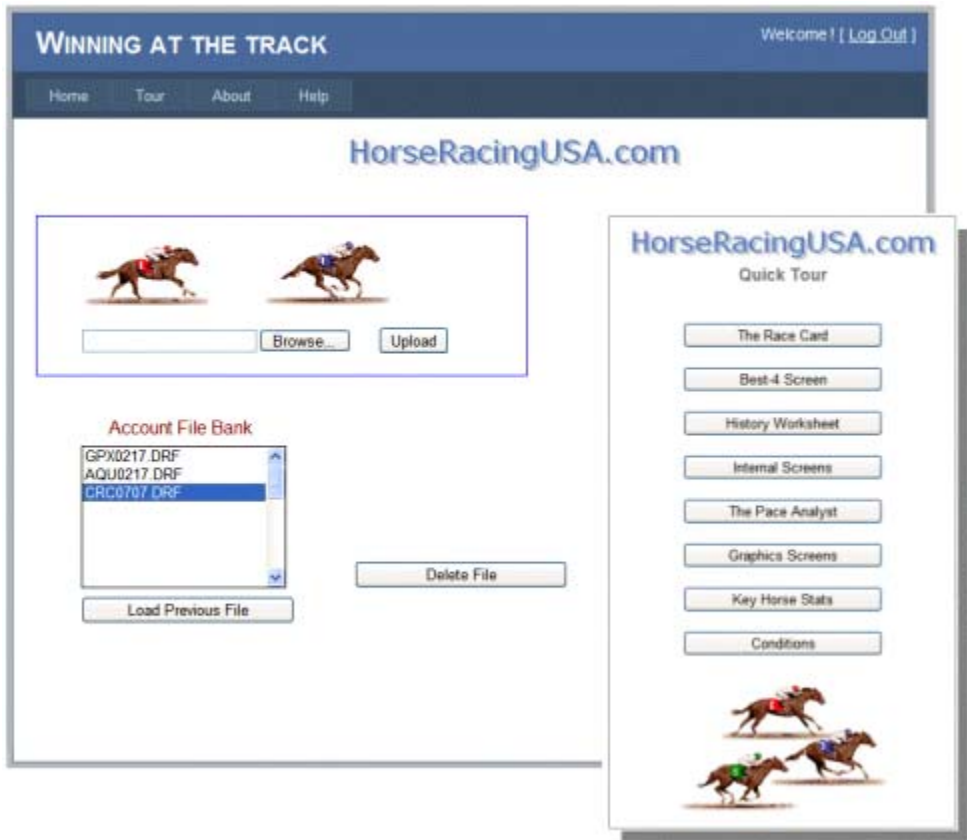 WINNING AT THE TRACK
Welcome ! [ Log Out ]
Home Tour About Help
HorseRacingUSA.com
Browse... Upload
Account File Bank
GPX0217.DRF
AQU0217.DRF
CRC0707.DRF
Load Previous File
Delete File
HorseRacingUSA.com
Quick Tour
The Race Card
Best-4 Screen
History Worksheet
Internal Screens
The Pace Analyst
Graphics Screens
Key Horse Stats
Conditions